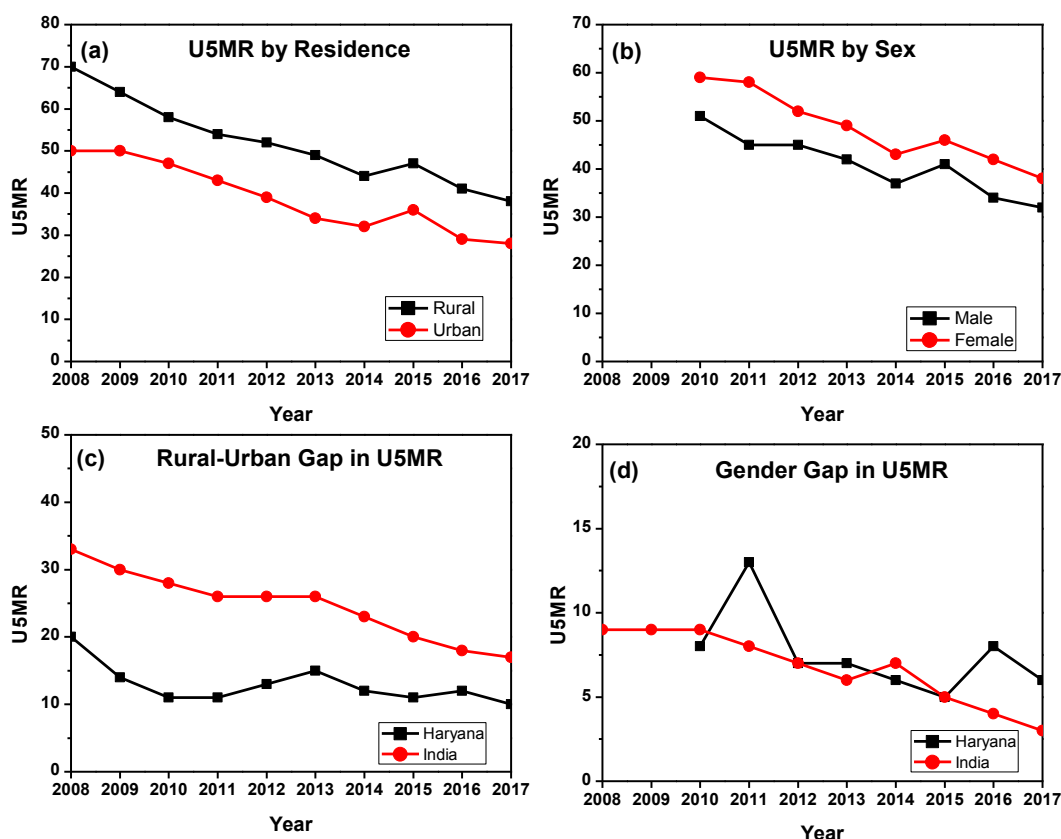 (a) U5MR by Residence
U5MR
80
70
60
50
40
30
20
10
0
2008 2009 2010 2011 2012 2013 2014 2015 2016 2017
Year
Rural
Urban
(b) U5MR by Sex
U5MR
70
60
50
40
30
20
10
0
2008 2009 2010 2011 2012 2013 2014 2015 2016 2017
Year
Male
Female
(c) Rural-Urban Gap in U5MR
U5MR
50
40
30
20
10
0
2008 2009 2010 2011 2012 2013 2014 2015 2016 2017
Year
Haryana
India
(d) Gender Gap in U5MR
U5MR
20
15
10
5
0
2008 2009 2010 2011 2012 2013 2014 2015 2016 2017
Year
Haryana
India